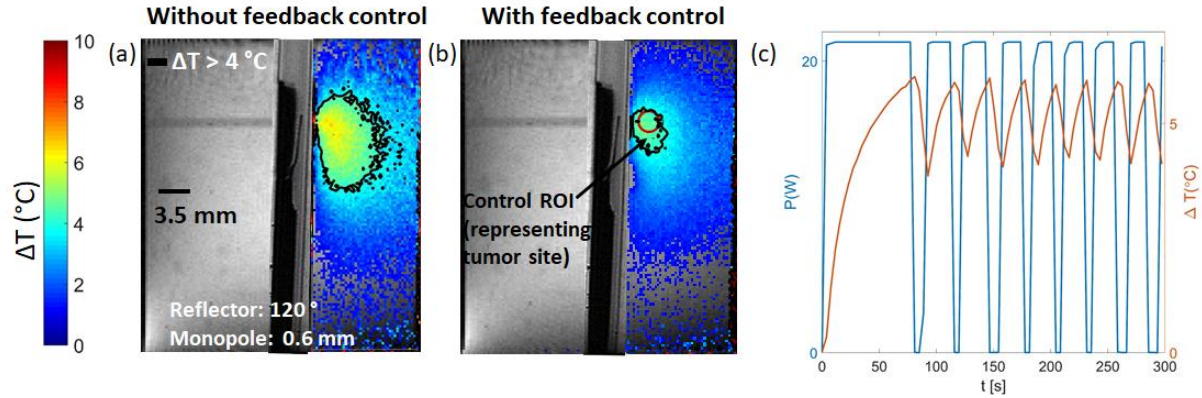 Without feedback control
With feedback control
(a)
ΔT > 4 °C
3.5 mm
Reflector: 120 °
Monopole: 0.6 mm
ΔT (°C)
10
8
6
4
2
0
(b)
Control ROI
(representing
tumor site)
(c)
P(W)
20
0
0 50 100 150 200 250 300
t [s]
Δ T(°C)
5
0